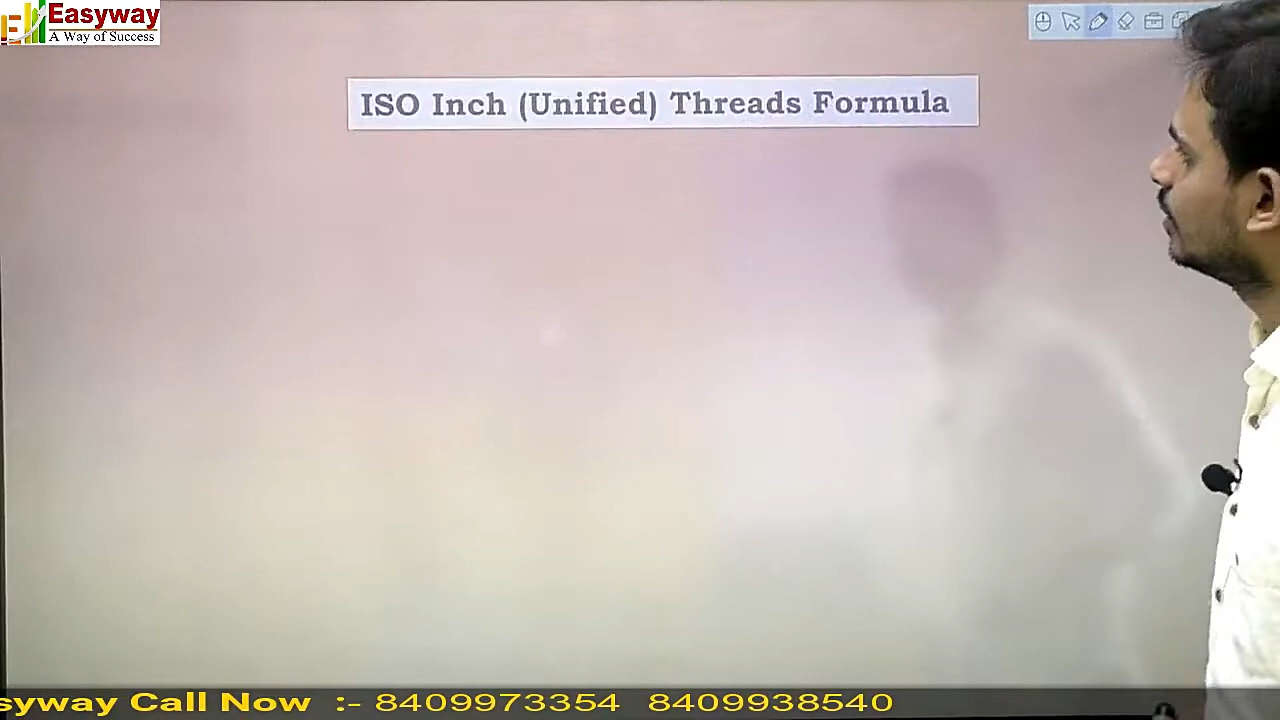 Easyway
A Way of Success
ISO Inch (Unified) Threads Formula
syway Call Now :- 8409973354 8409938540